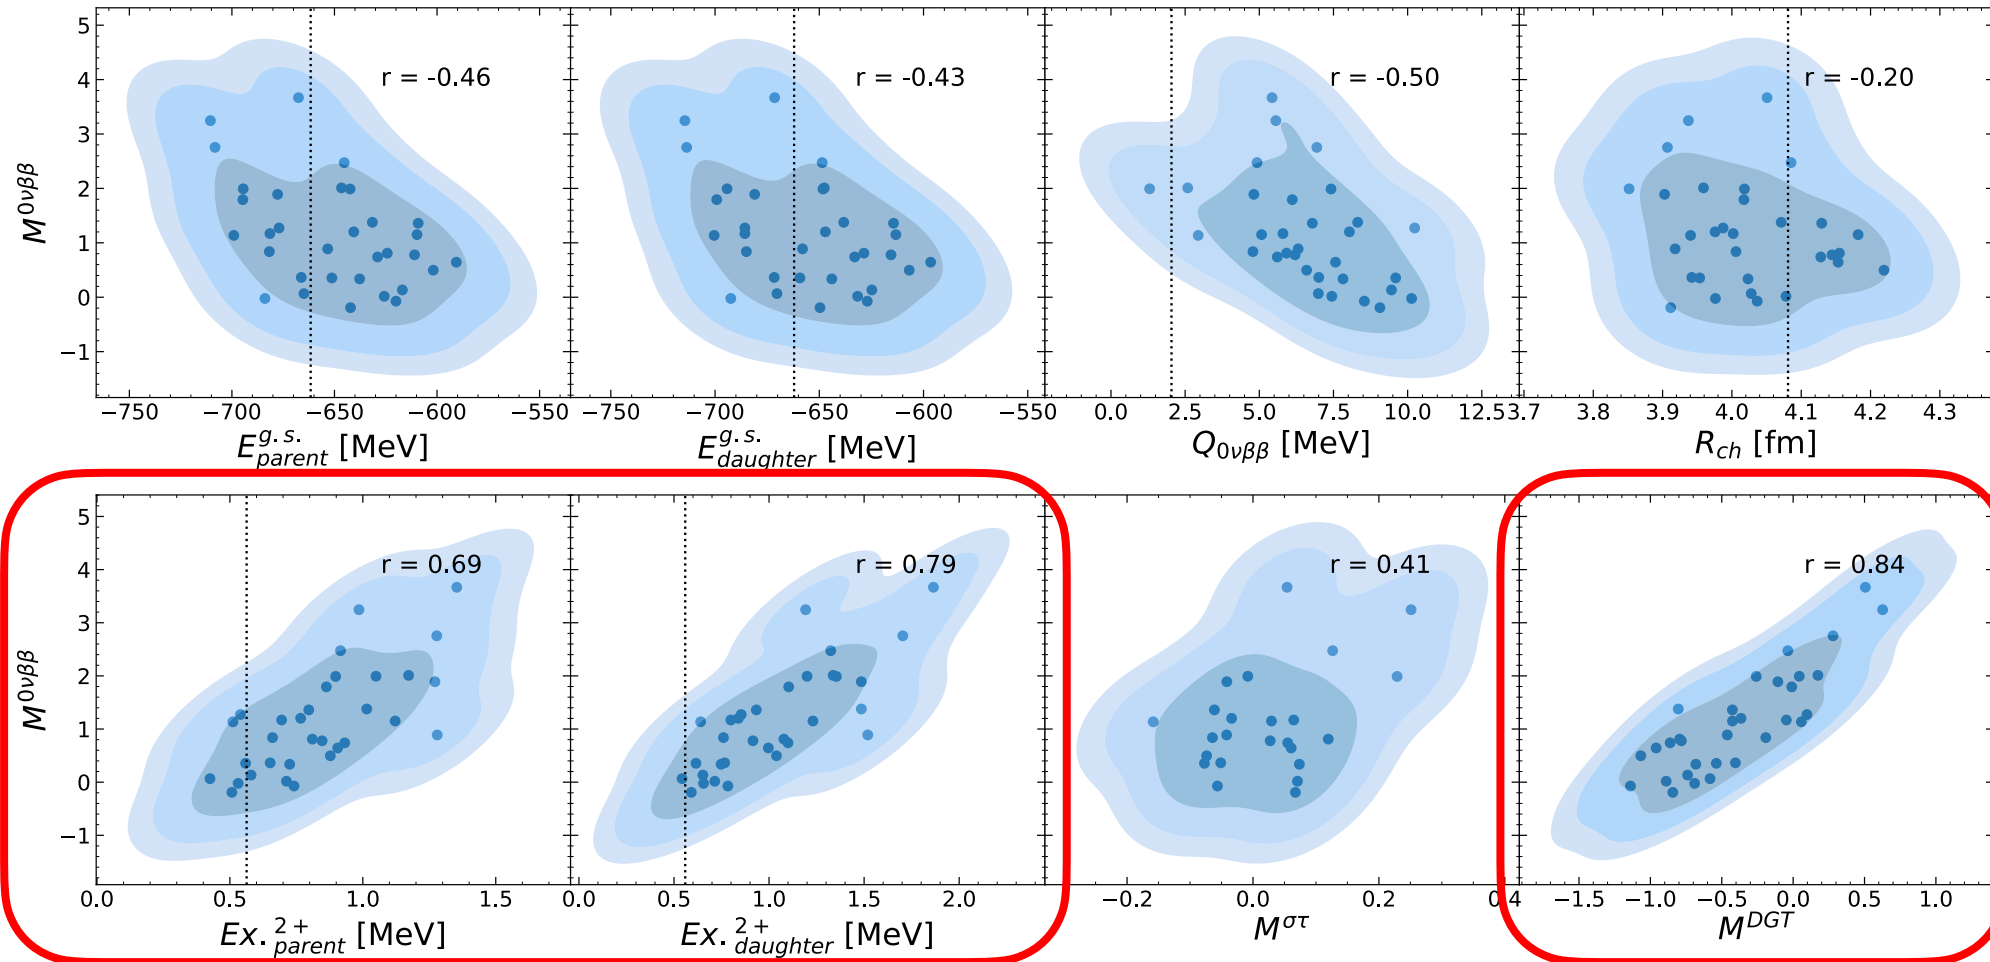 r = -0.46 r = -0.43 r = -0.50 r = -0.20
5
4
3
2
1
0
−1
M^{0νββ}
−750 −700 −650 −600 −550 −750 −700 −650 −600 −55 0.0 2.5 5.0 7.5 10.0 12.5 3.7 3.8 3.9 4.0 4.1 4.2 4.3
E^{g.s.}_{parent} [MeV] E^{g.s.}_{daughter} [MeV] Q_{0νββ} [MeV] R_{ch} [fm]
r = 0.69 r = 0.79 r = 0.41 r = 0.84
5
4
3
2
1
0
−1
M^{0νββ}
0.0 0.5 1.0 1.5 0.0 0.5 1.0 1.5 2.0 −0.2 0.0 0.2 0.4 −1.5 −1.0 −0.5 0.0 0.5 1.0
Ex.^{2+}_{parent} [MeV] Ex.^{2+}_{daughter} [MeV] M^{στ} M^{DGT}